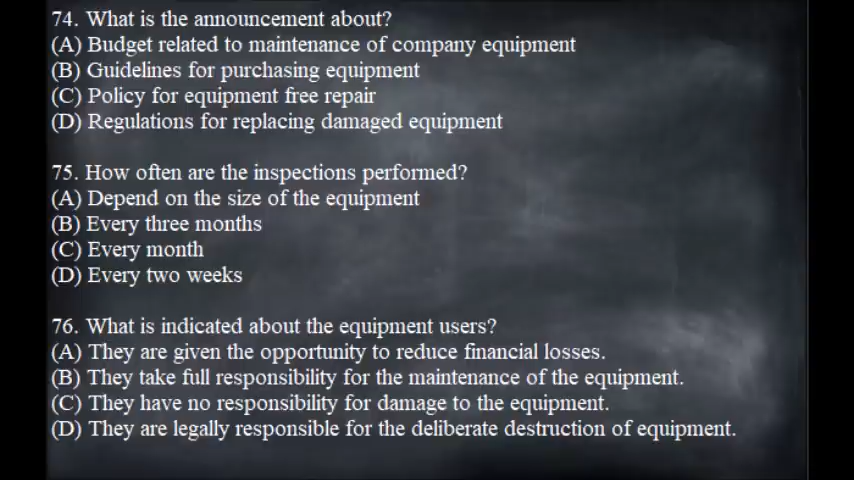 74. What is the announcement about?
(A) Budget related to maintenance of company equipment
(B) Guidelines for purchasing equipment
(C) Policy for equipment free repair
(D) Regulations for replacing damaged equipment
75. How often are the inspections performed?
(A) Depend on the size of the equipment
(B) Every three months
(C) Every month
(D) Every two weeks
76. What is indicated about the equipment users?
(A) They are given the opportunity to reduce financial losses.
(B) They take full responsibility for the maintenance of the equipment.
(C) They have no responsibility for damage to the equipment.
(D) They are legally responsible for the deliberate destruction of equipment.